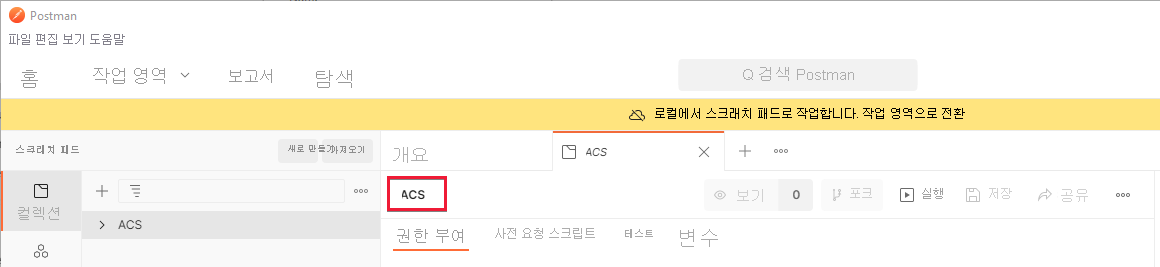 Postman
파일 편집 보기 도움말
홈 작업 영역 보고서 탐색 Q 검색 Postman
로컬에서 스크래치 패드로 작업합니다. 작업 영역으로 전환
스크래치 패드 새로 만들기 가져오기 개요 ACS
ACS 보기 0 포크 실행 저장 공유
컬렉션 ACS
권한 부여 사전 요청 스크립트 테스트 변수